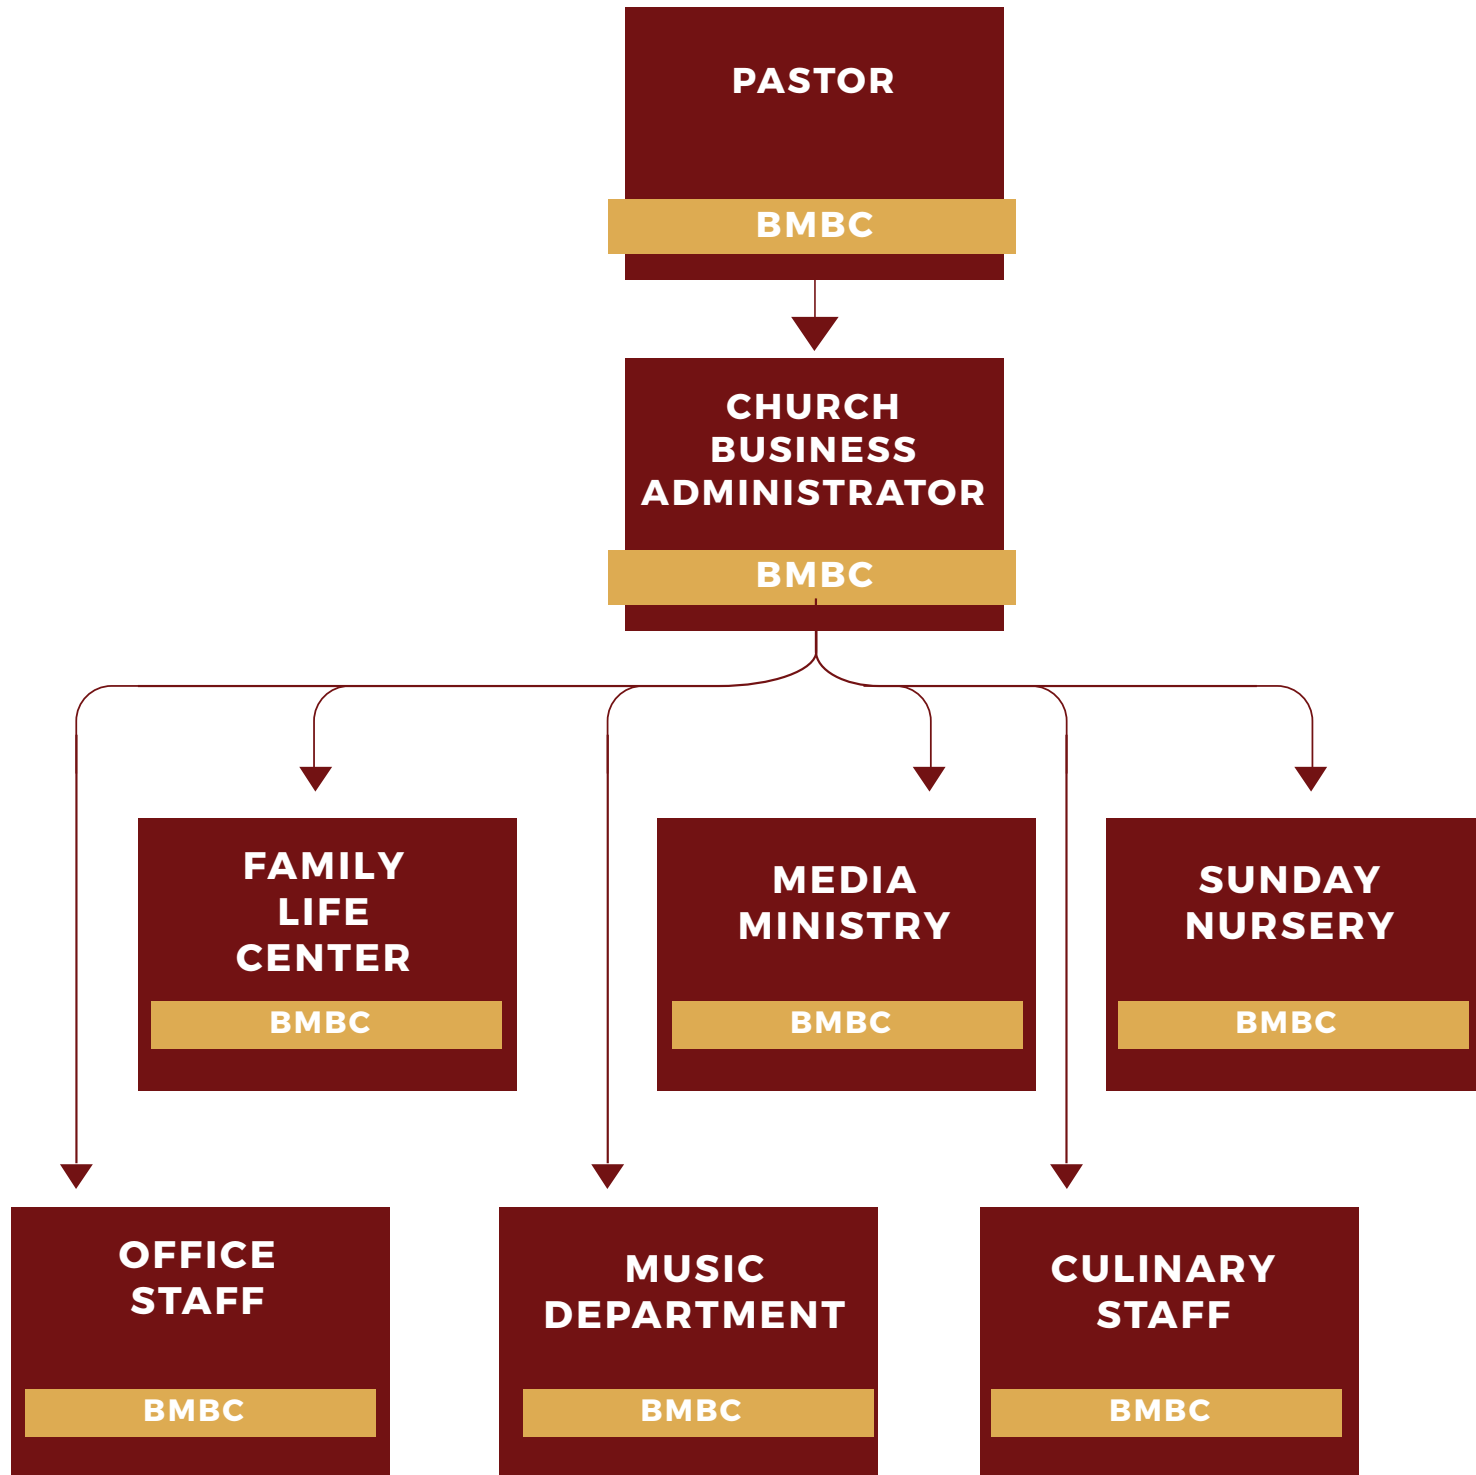 PASTOR
BMBC
CHURCH
BUSINESS
ADMINISTRATOR
BMBC
FAMILY
LIFE
CENTER
BMBC
MEDIA
MINISTRY
BMBC
SUNDAY
NURSERY
BMBC
OFFICE
STAFF
BMBC
MUSIC
DEPARTMENT
BMBC
CULINARY
STAFF
BMBC